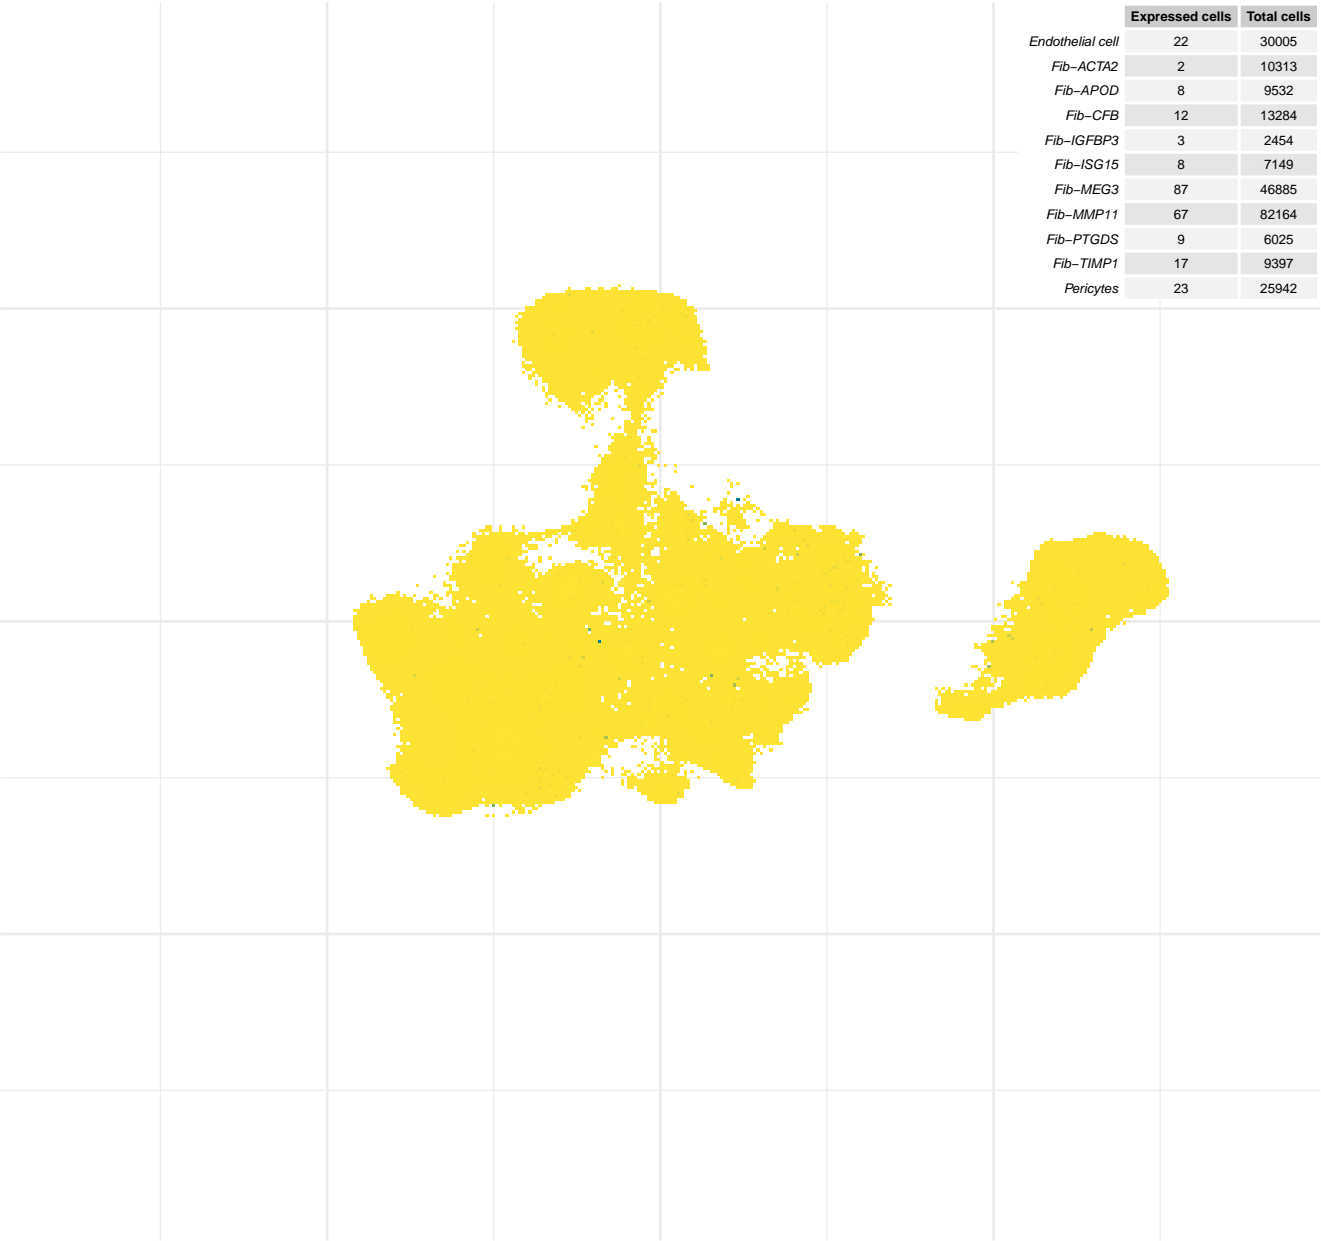 Expressed cells Total cells
Endothelial cell 22 30005
Fib−ACTA2 2 10313
Fib−APOD 8 9532
Fib−CFB 12 13284
Fib−IGFBP3 3 2454
Fib−ISG15 8 7149
Fib−MEG3 87 46885
Fib−MMP11 67 82164
Fib−PTGDS 9 6025
Fib−TIMP1 17 9397
Pericytes 23 25942